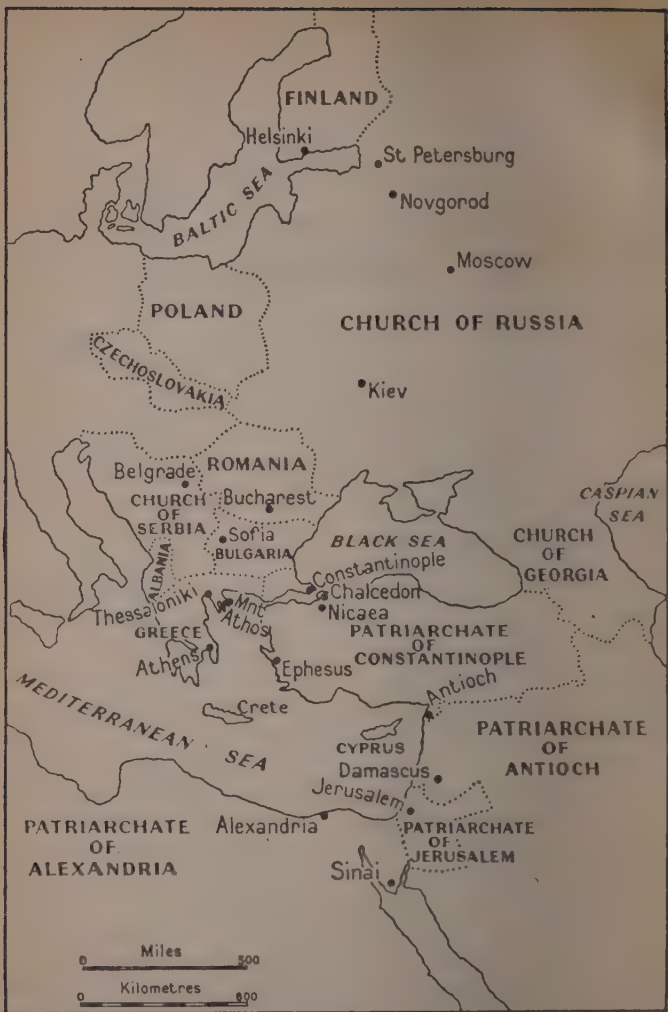 FINLAND
Helsinki
St Petersburg
BALTIC SEA
Novgorod
Moscow
POLAND
CHURCH OF RUSSIA
CZECHOSLOVAKIA
Kiev
Belgrade
ROMANIA
CHURCH
OF
SERBIA
Bucharest
CASPIAN
SEA
Sofia
BULGARIA
BLACK SEA
CHURCH
OF
GEORGIA
ALBANIA
Constantinople
Chalcedon
Nicaea
Thessaloniki
Mnt
Athos
GREECE
PATRIARCHATE
OF
CONSTANTINOPLE
Athens
Ephesus
Antioch
MEDITERRANEAN SEA
Crete
CYPRUS
PATRIARCHATE
OF
ANTIOCH
Damascus
Jerusalem
PATRIARCHATE
OF
ALEXANDRIA
Alexandria
PATRIARCHATE
OF
JERUSALEM
Sinai
Miles
0 500
Kilometres
0 800